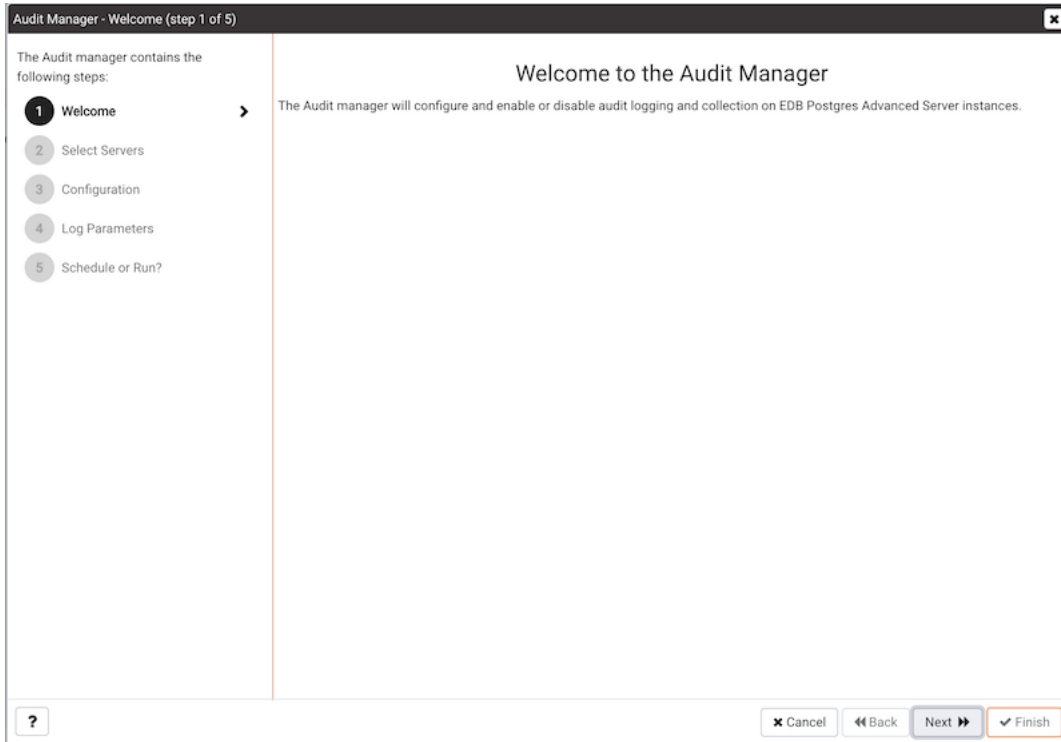 Audit Manager - Welcome (step 1 of 5)
The Audit manager contains the
following steps:
1 Welcome
2 Select Servers
3 Configuration
4 Log Parameters
5 Schedule or Run?
Welcome to the Audit Manager
The Audit manager will configure and enable or disable audit logging and collection on EDB Postgres Advanced Server instances.
? Cancel Back Next Finish